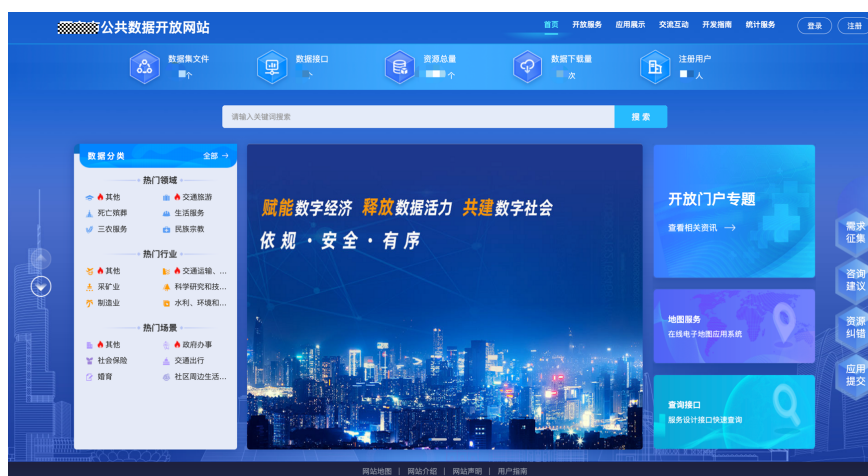 公共数据开放网站
首页 开放服务 应用展示 交流互动 开发指南 统计服务 登录 注册
数据集文件 数据接口 资源总量 数据下载量 注册用户
个 个 个 次 人
请输入关键词搜索 搜索
数据分类 全部 →
热门领域
其他 交通旅游
死亡殡葬 生活服务
三农服务 民族宗教
热门行业
其他 交通运输、...
采矿业 科学研究和技...
制造业 水利、环境和...
热门场景
其他 政府办事
社会保险 交通出行
婚育 社区周边生活...
赋能数字经济 释放数据活力 共建数字社会
依规·安全·有序
开放门户专题
查看相关资讯 →
地图服务
在线电子地图应用系统
查询接口
服务设计接口快速查询
需求
征集
咨询
建议
资源
纠错
应用
提交
网站地图 | 网站介绍 | 网站声明 | 用户指南